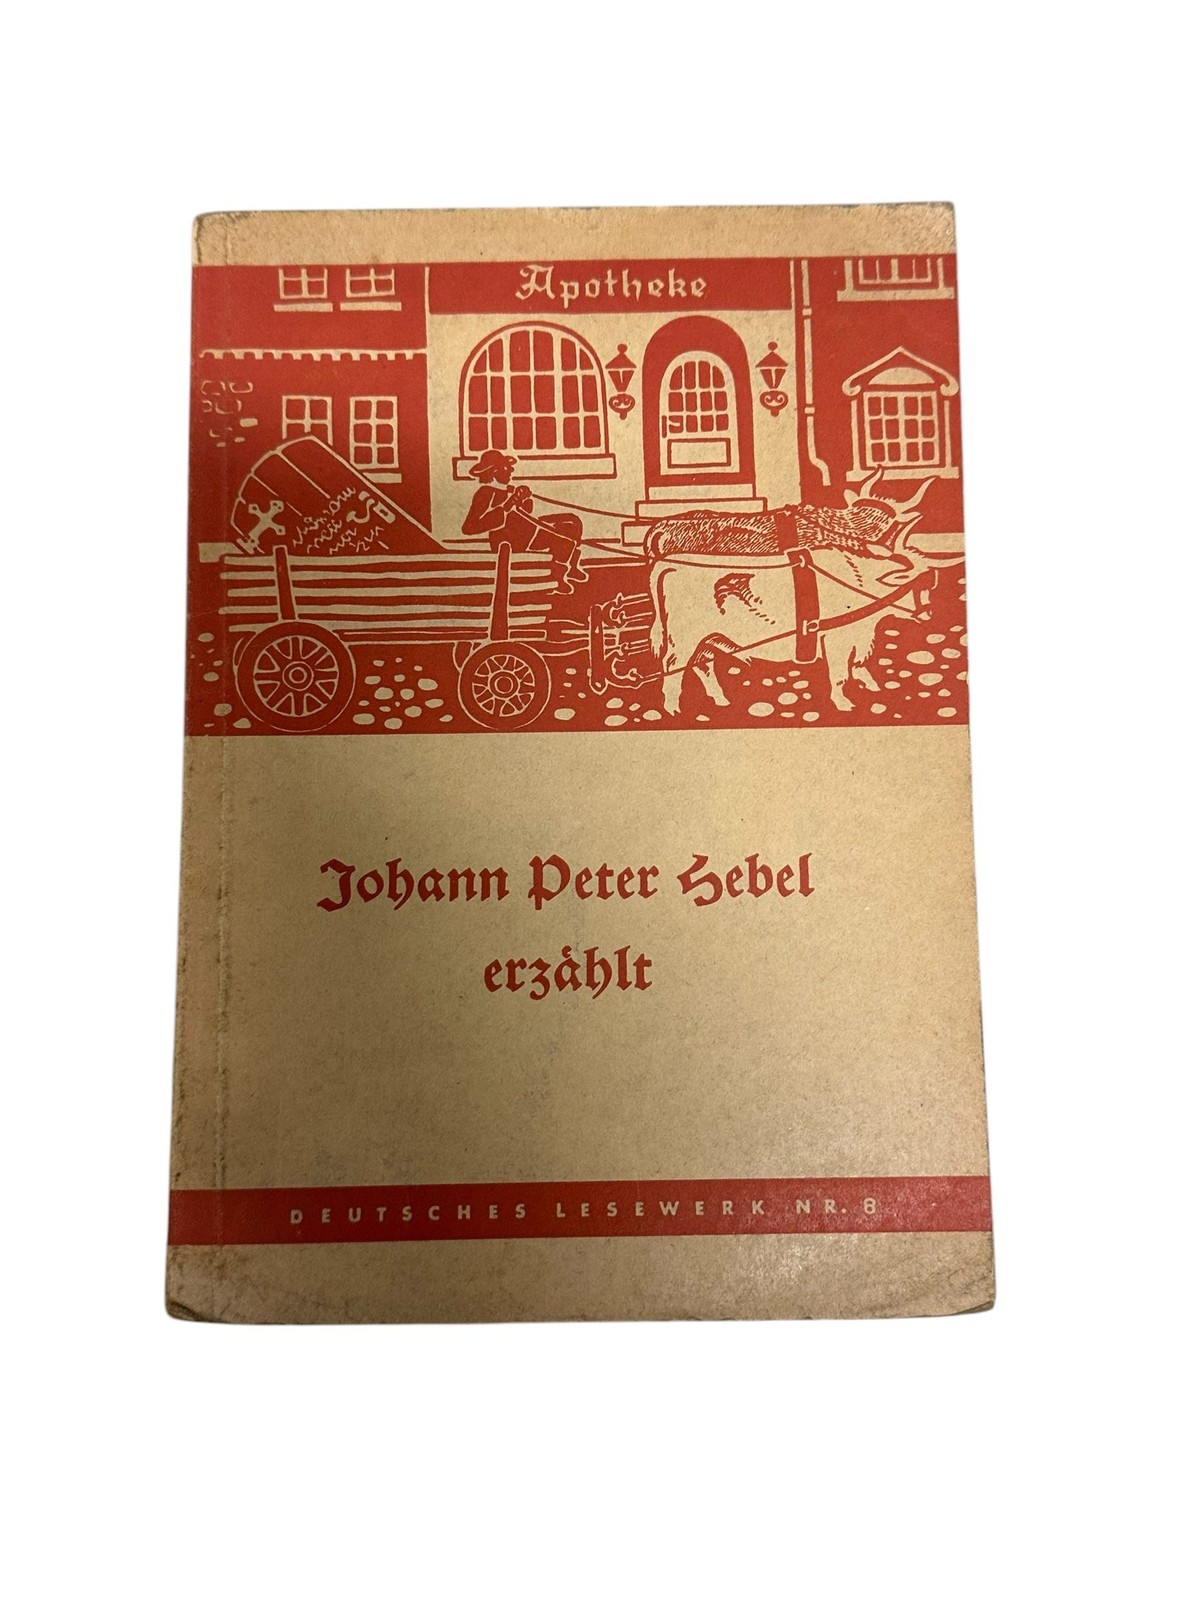 Apotheke
Johann Peter Hebel
erzählt
DEUTSCHES LESEWERK NR. 8